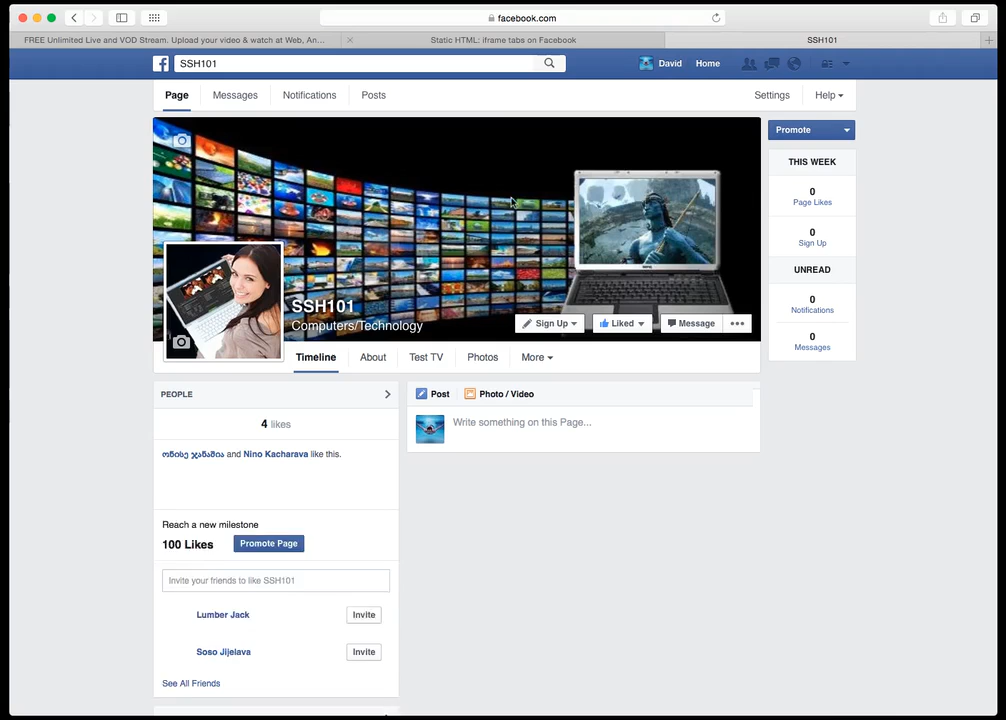 facebook.com
FREE Unlimited Live and VOD Stream. Upload your video & watch at Web, An...
Static HTML: iframe tabs on Facebook
SSH101
SSH101
David
Home
Page
Messages
Notifications
Posts
Settings
Help
Promote
THIS WEEK
0
Page Likes
0
Sign Up
UNREAD
0
Notifications
0
Messages
SSH101
Computers/Technology
Sign Up
Liked
Message
Timeline
About
Test TV
Photos
More
PEOPLE
4 likes
ონისე ჯანაშია and Nino Kacharava like this.
Reach a new milestone
100 Likes
Promote Page
Invite your friends to like SSH101
Lumber Jack
Invite
Soso Jijelava
Invite
See All Friends
Post
Photo / Video
Write something on this Page...